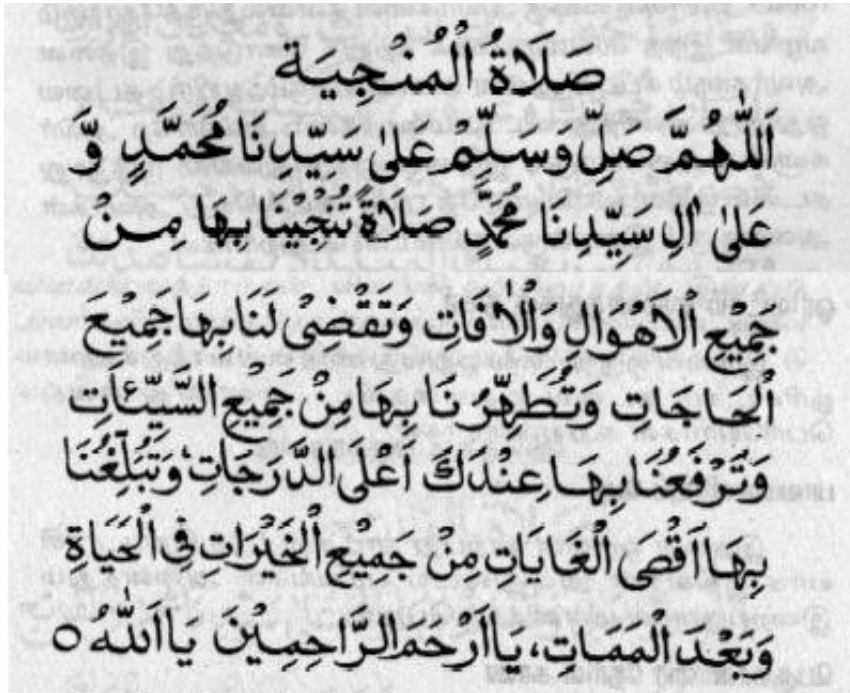 صَلَاةُ الْمُنْجِيَة
اَللّٰهُمَّ صَلِّ وَسَلِّمْ عَلٰى سَيِّدِنَا مُحَمَّدٍ وَّ
عَلٰى اٰلِ سَيِّدِنَا مُحَمَّدٍ صَلَاةً تُنْجِيْنَا بِهَا مِنْ
جَمِيْعِ الْاَهْوَالِ وَالْاٰفَاتِ وَتَقْضِىْ لَنَا بِهَا جَمِيْعَ
الْحَاجَاتِ وَتُطَهِّرُ نَا بِهَا مِنْ جَمِيْعِ السَّيِّئٰاتِ
وَتَرْفَعُنَا بِهَا عِنْدَكَ اَعْلَى الدَّرَجَاتِ، وَتُبَلِّغُنَا
بِهَا اَقْصَى الْغَايَاتِ مِنْ جَمِيْعِ الْخَيْرَاتِ فِى الْحَيَاةِ
وَبَعْدَ الْمَمَاتِ، يَا اَرْحَمَ الرَّاحِمِيْنَ يَا اَللّٰهُ ○